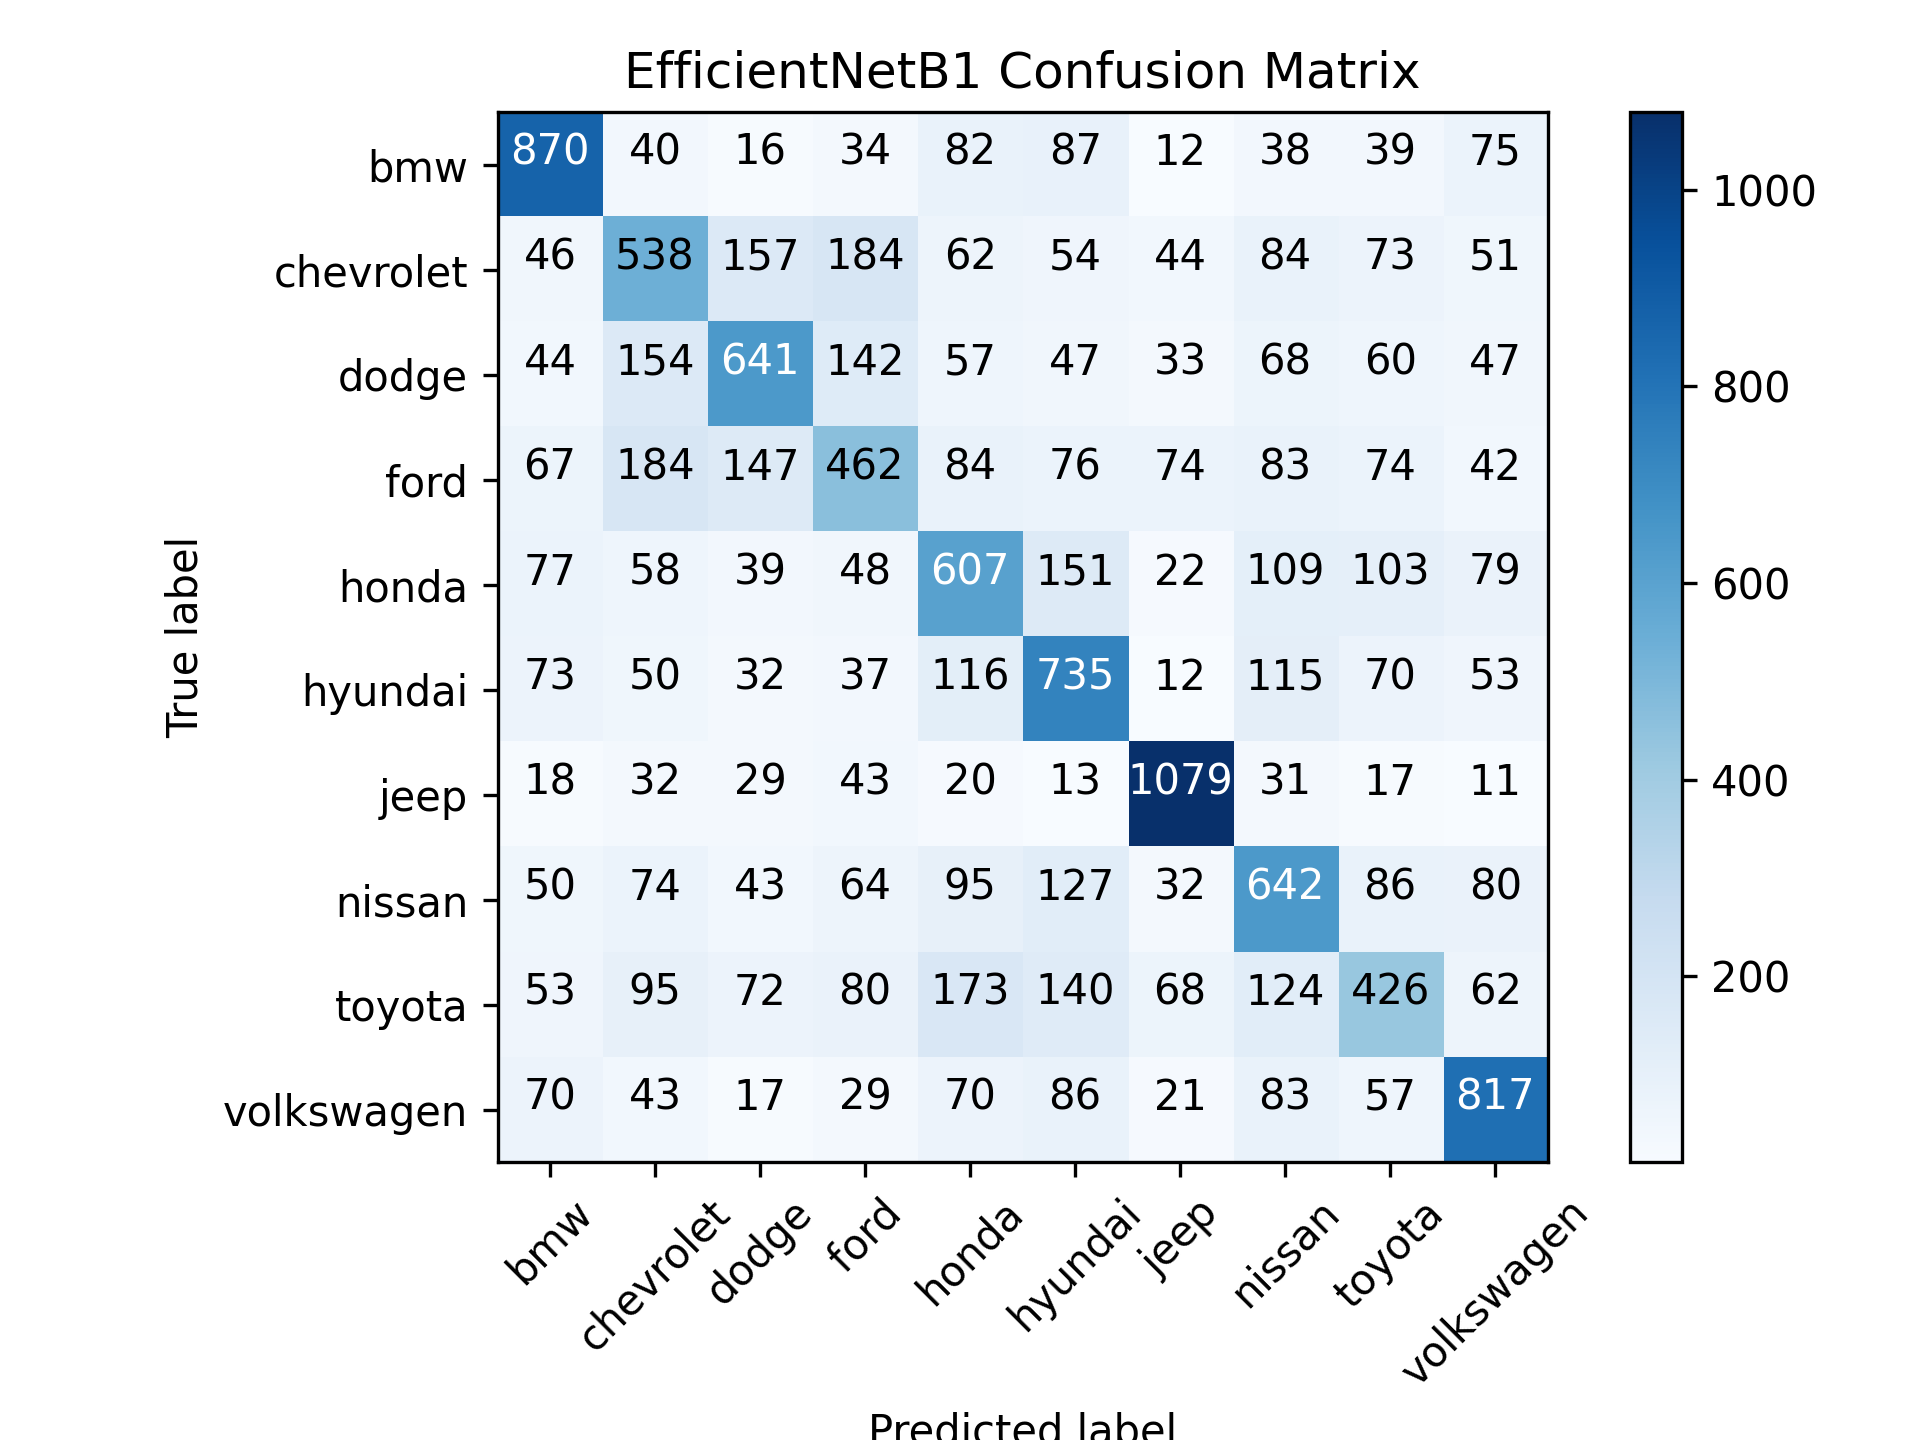 EfficientNetB1 Confusion Matrix
bmw 870 40 16 34 82 87 12 38 39 75
chevrolet 46 538 157 184 62 54 44 84 73 51
dodge 44 154 641 142 57 47 33 68 60 47
ford 67 184 147 462 84 76 74 83 74 42
honda 77 58 39 48 607 151 22 109 103 79
hyundai 73 50 32 37 116 735 12 115 70 53
jeep 18 32 29 43 20 13 1079 31 17 11
nissan 50 74 43 64 95 127 32 642 86 80
toyota 53 95 72 80 173 140 68 124 426 62
volkswagen 70 43 17 29 70 86 21 83 57 817
True label
bmw chevrolet dodge ford honda hyundai jeep nissan toyota volkswagen
Predicted label
1000
800
600
400
200